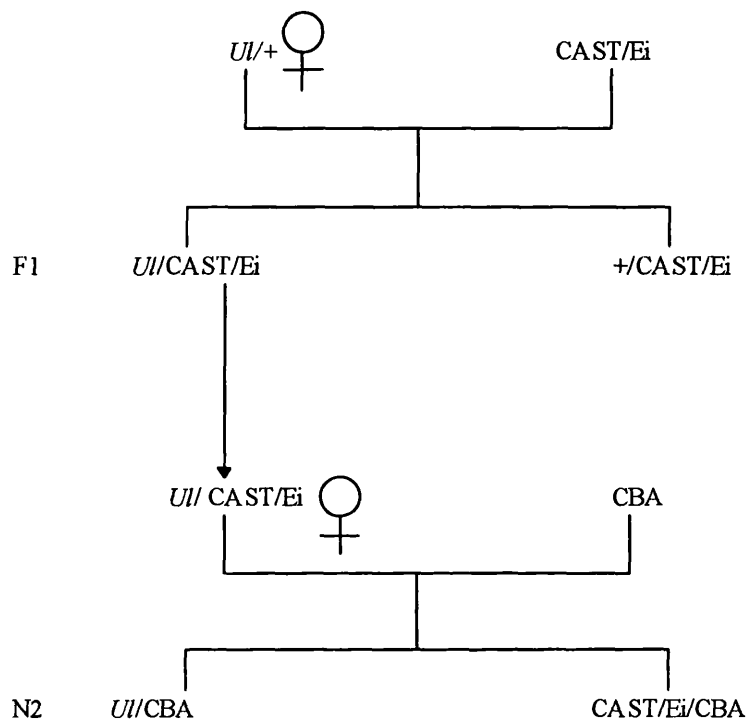 Ul/+ CAST/Ei
F1 Ul/CAST/Ei +/CAST/Ei
Ul/ CAST/Ei CBA
N2 Ul/CBA CAST/Ei/CBA